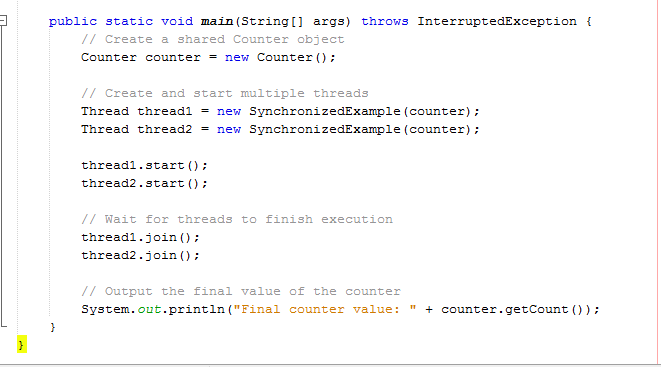 public static void main(String[] args) throws InterruptedException {
// Create a shared Counter object
Counter counter = new Counter();
// Create and start multiple threads
Thread thread1 = new SynchronizedExample(counter);
Thread thread2 = new SynchronizedExample(counter);
thread1.start();
thread2.start();
// Wait for threads to finish execution
thread1.join();
thread2.join();
// Output the final value of the counter
System.out.println("Final counter value: " + counter.getCount());
}
}